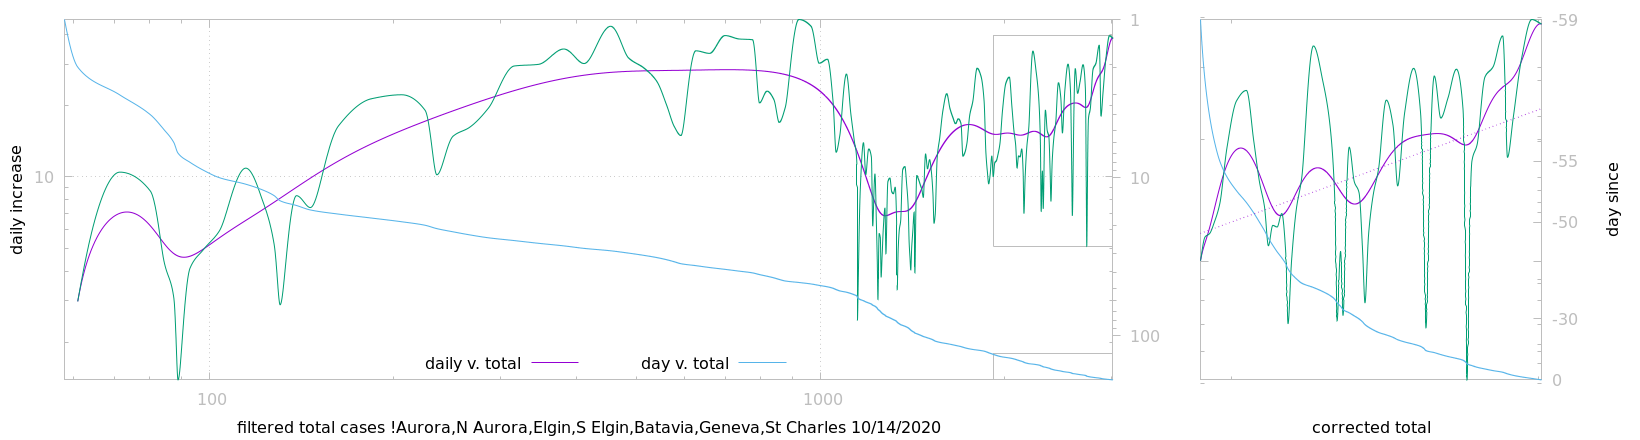 1
-59
10
10
-55
-50
daily increase
day since
-30
100
daily v. total
day v. total
0
100
1000
filtered total cases !Aurora,N Aurora,Elgin,S Elgin,Batavia,Geneva,St Charles 10/14/2020
corrected total